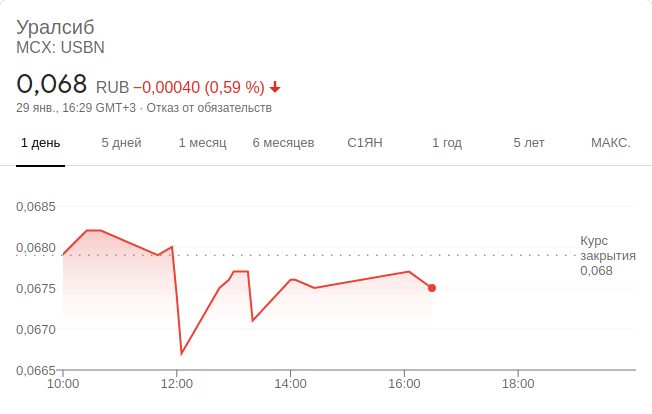 Уралсиб
MCX: USBN
0,068 RUB −0,00040 (0,59 %)
29 янв., 16:29 GMT+3 · Отказ от обязательств
1 день 5 дней 1 месяц 6 месяцев С1ЯН 1 год 5 лет МАКС.
0,0685
0,0680
0,0675
0,0670
0,0665
Курс
закрытия
0,068
10:00 12:00 14:00 16:00 18:00